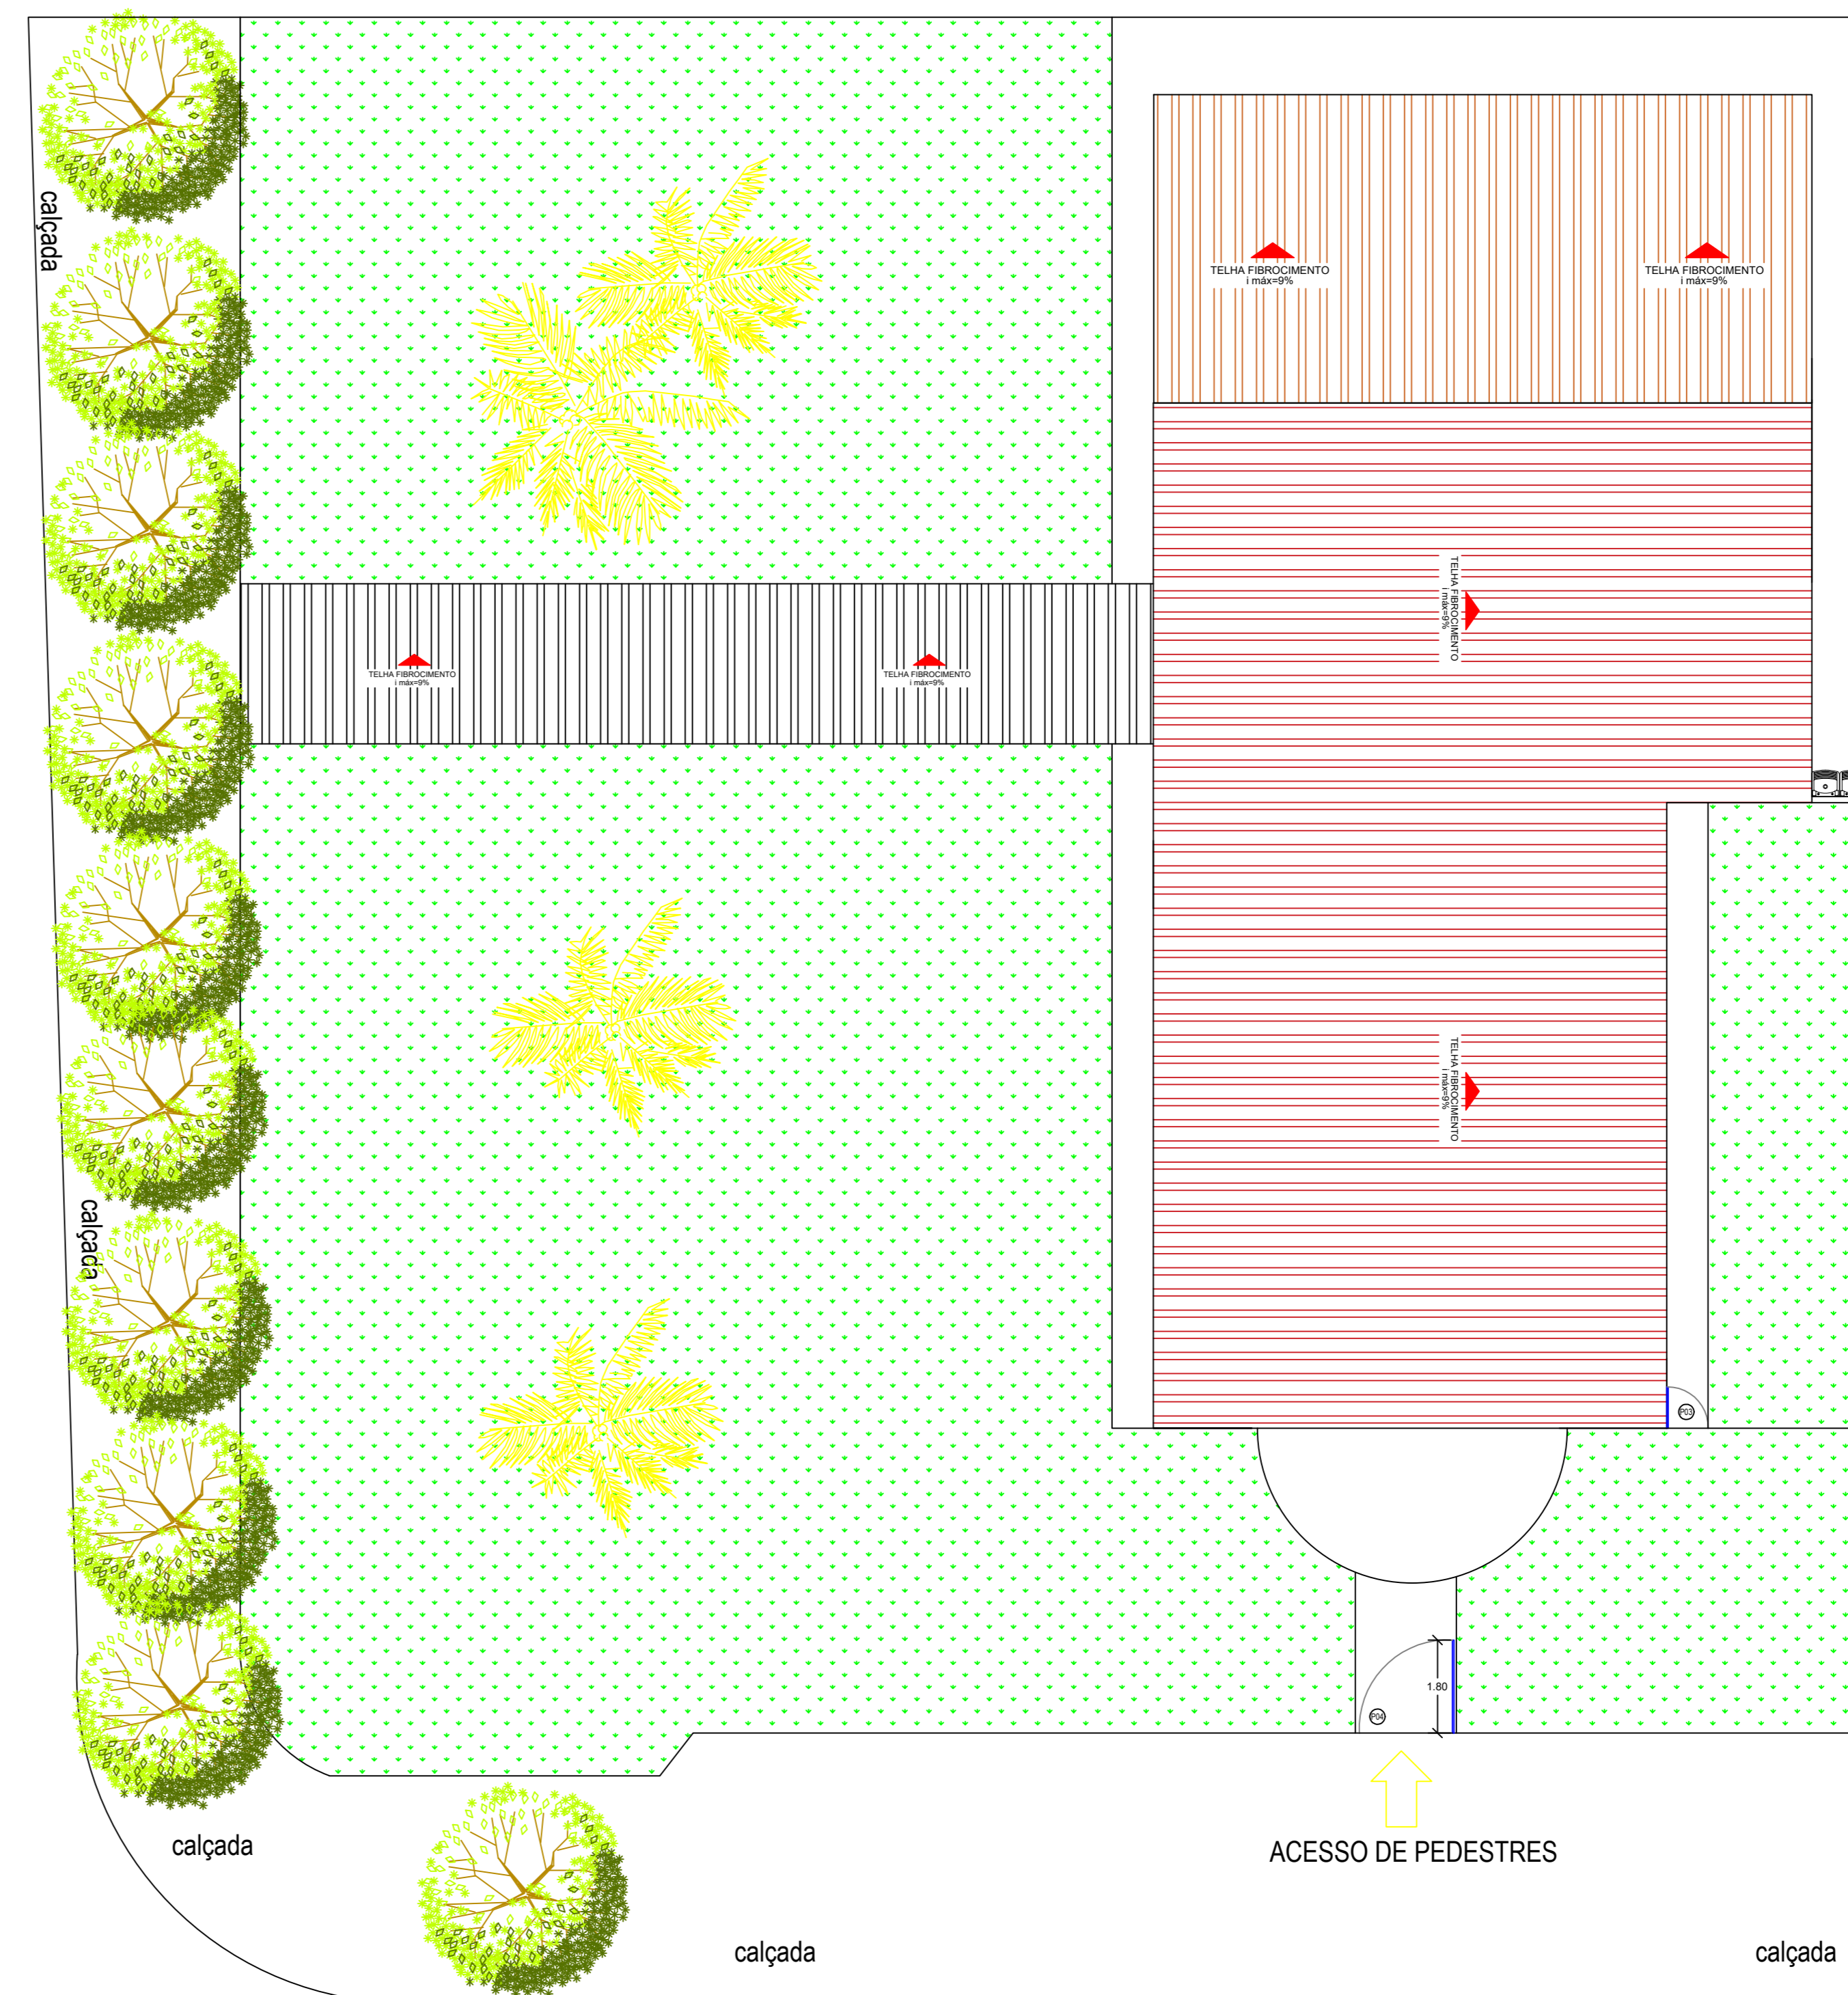 calçada
TELHA FIBROCIMENTO
i máx=9%
TELHA FIBROCIMENTO
i máx=9%
TELHA FIBROCIMENTO
i máx=9%
TELHA FIBROCIMENTO
i máx=9%
TELHA FIBROCIMENTO
i máx=9%
TELHA FIBROCIMENTO
i máx=9%
calçada
P03
1.80
P04
calçada
ACESSO DE PEDESTRES
calçada
calçada